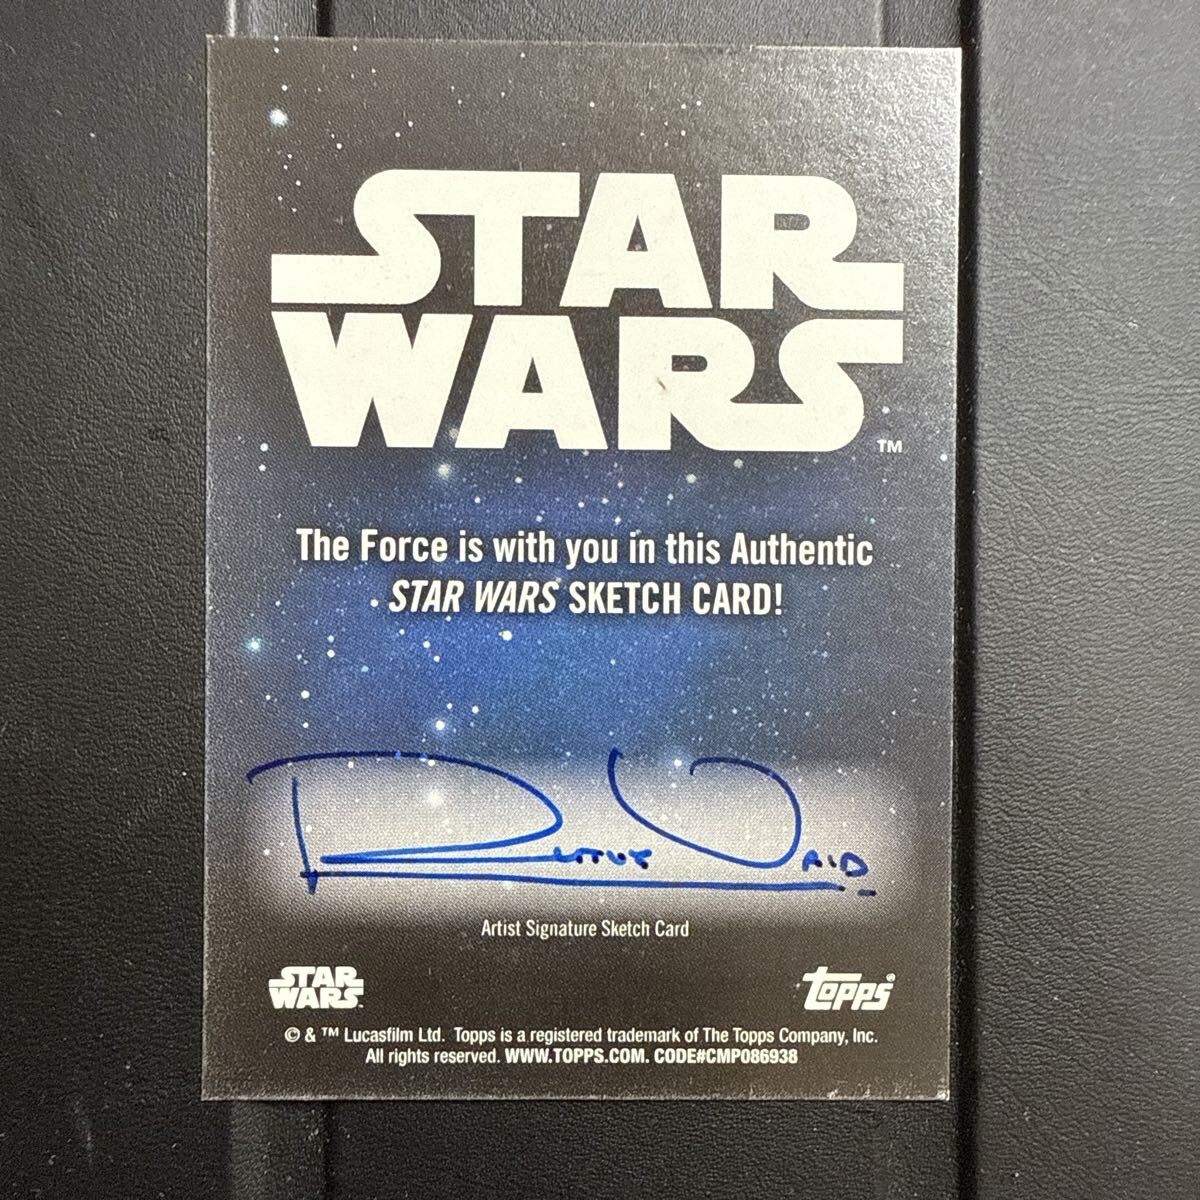 STAR
WARS
TM
The Force is with you in this Authentic
STAR WARS SKETCH CARD!
Artist Signature Sketch Card
STAR
WARS
topps®
© & ™ Lucasfilm Ltd. Topps is a registered trademark of The Topps Company, Inc.
All rights reserved. WWW.TOPPS.COM. CODE#CMP086938